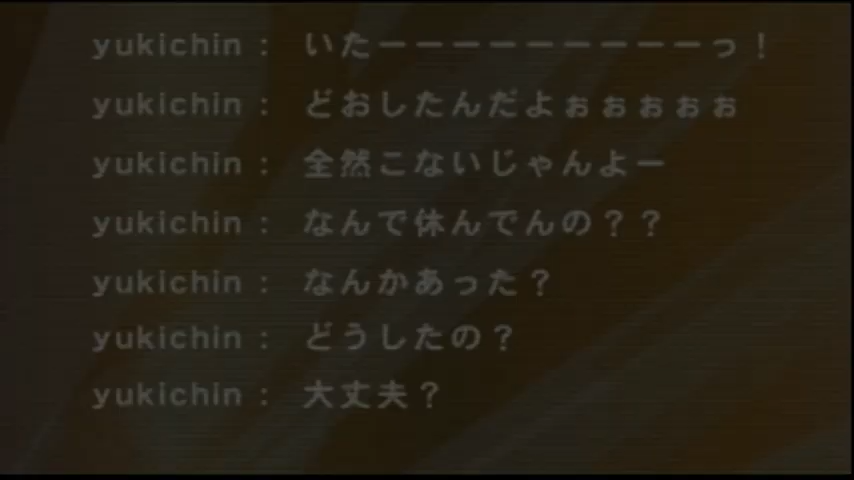 yukichin： いたーーーーーーーーーっ！
yukichin： どおしたんだよぉぉぉぉぉ
yukichin： 全然こないじゃんよー
yukichin： なんで休んでんの？？
yukichin： なんかあった？
yukichin： どうしたの？
yukichin： 大丈夫？